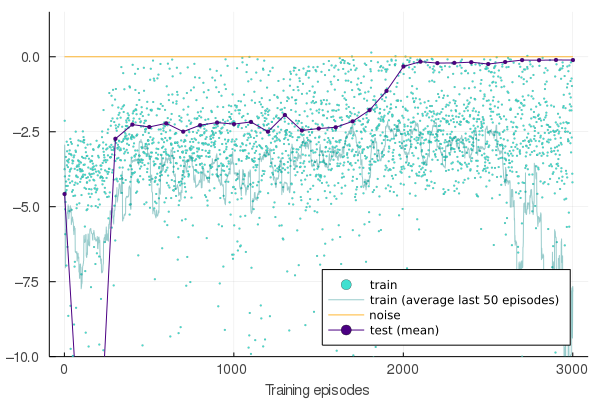 0.0
−2.5
−5.0
−7.5
−10.0
train
train (average last 50 episodes)
noise
test (mean)
0
1000
2000
3000
Training episodes